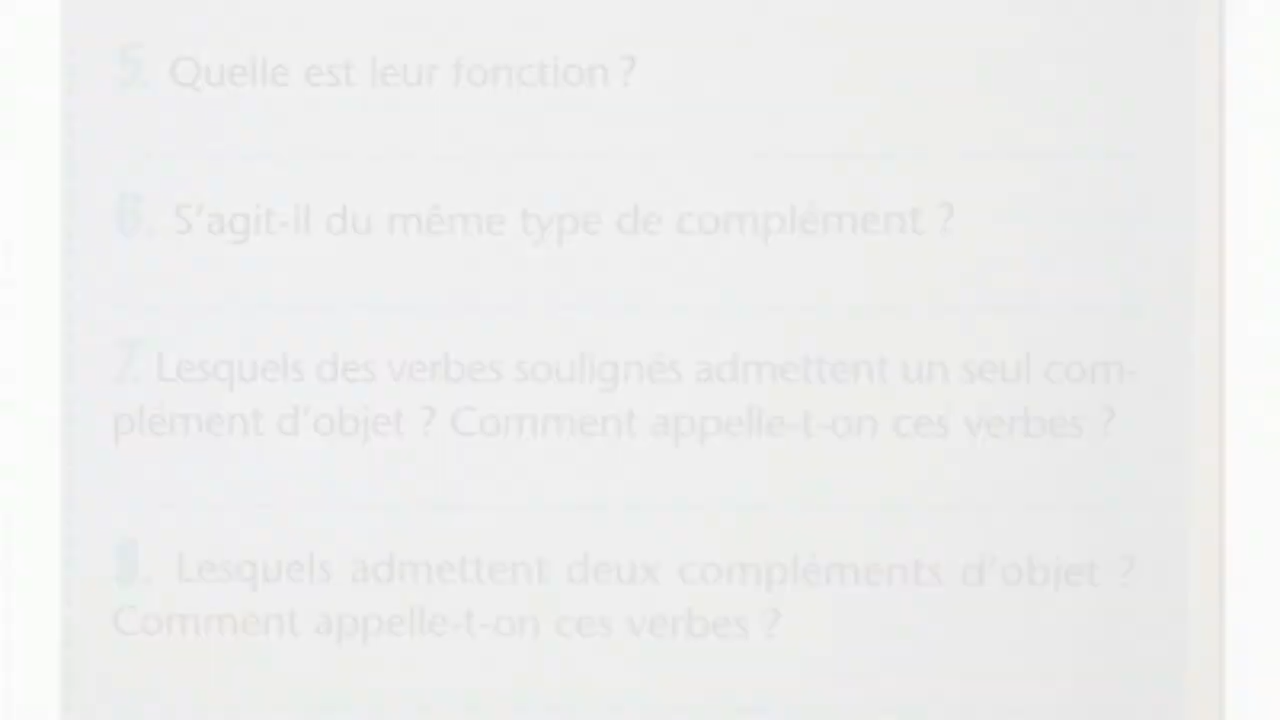 5. Quelle est leur fonction ?
6. S'agit-il du même type de complément ?
7. Lesquels des verbes soulignés admettent un seul com-
plément d'objet ? Comment appelle-t-on ces verbes ?
8. Lesquels admettent deux compléments d'objet ?
Comment appelle-t-on ces verbes ?